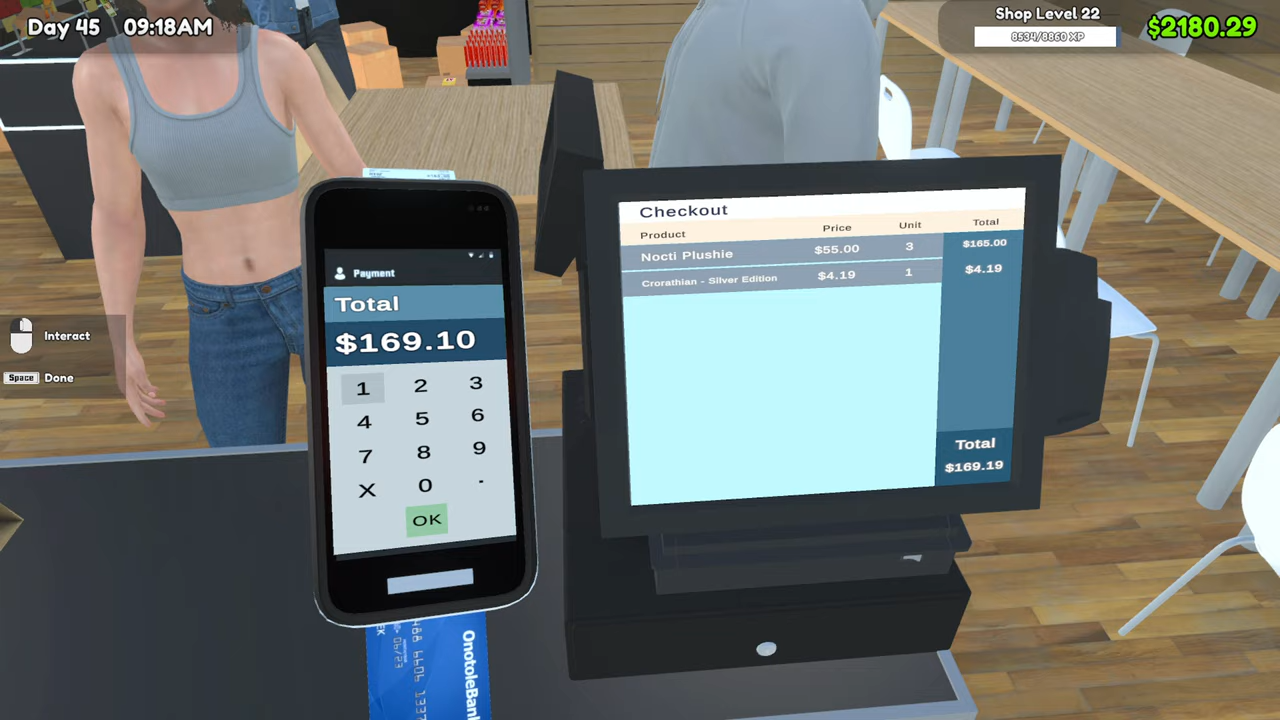 Day 45 09:18AM
Shop Level 22
8534/8860 XP
$2180.29
Interact
Space Done
Payment
Total
$169.10
1 2 3
4 5 6
7 8 9
X 0 .
OK
Checkout
Product Price Unit Total
Nocti Plushie $55.00 3 $165.00
Crorathian - Silver Edition $4.19 1 $4.19
Total
$169.19
OnotoleBank